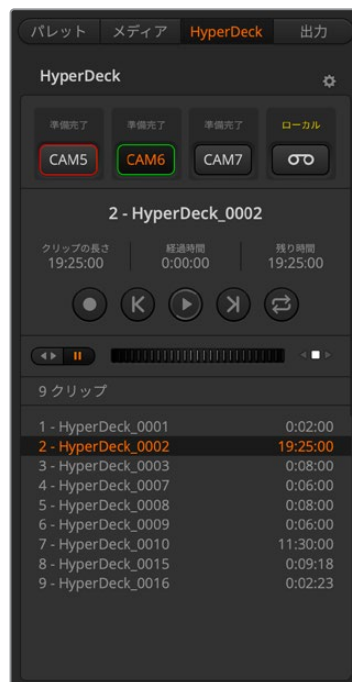 パレット メディア HyperDeck 出力
HyperDeck
準備完了 準備完了 準備完了 ローカル
CAM5 CAM6 CAM7
2 - HyperDeck_0002
クリップの長さ 経過時間 残り時間
19:25:00 0:00:00 19:25:00
9 クリップ
1 - HyperDeck_0001 0:02:00
2 - HyperDeck_0002 19:25:00
3 - HyperDeck_0003 0:08:00
4 - HyperDeck_0007 0:06:00
5 - HyperDeck_0008 0:08:00
6 - HyperDeck_0009 0:06:00
7 - HyperDeck_0010 11:30:00
8 - HyperDeck_0015 0:09:18
9 - HyperDeck_0016 0:02:23